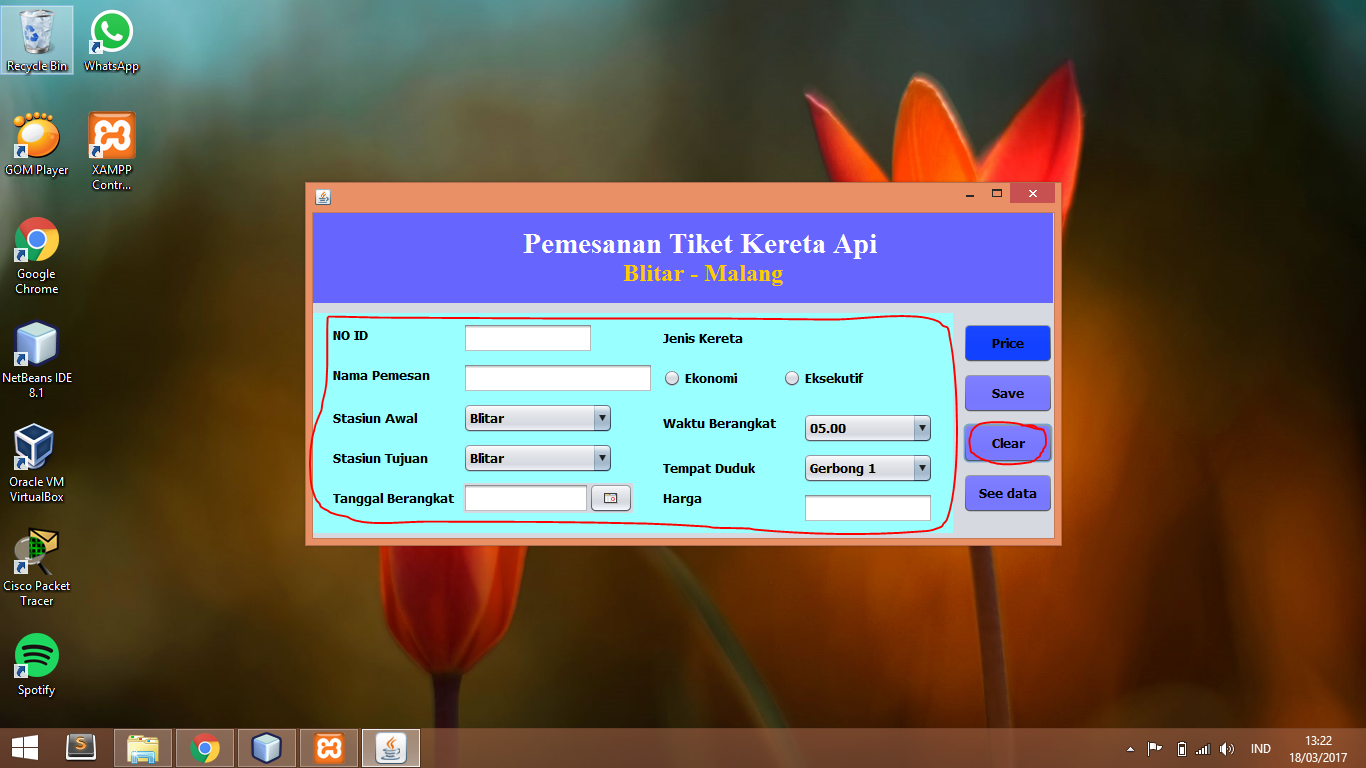 Recycle Bin
WhatsApp
GOM Player
XAMPP
Contr...
Google
Chrome
NetBeans IDE
8.1
Oracle VM
VirtualBox
Cisco Packet
Tracer
Spotify
Pemesanan Tiket Kereta Api
Blitar - Malang
NO ID
Nama Pemesan
Stasiun Awal
Blitar
Stasiun Tujuan
Blitar
Tanggal Berangkat
Jenis Kereta
Ekonomi
Eksekutif
Waktu Berangkat
05.00
Tempat Duduk
Gerbong 1
Harga
Price
Save
Clear
See data
IND
13:22
18/03/2017